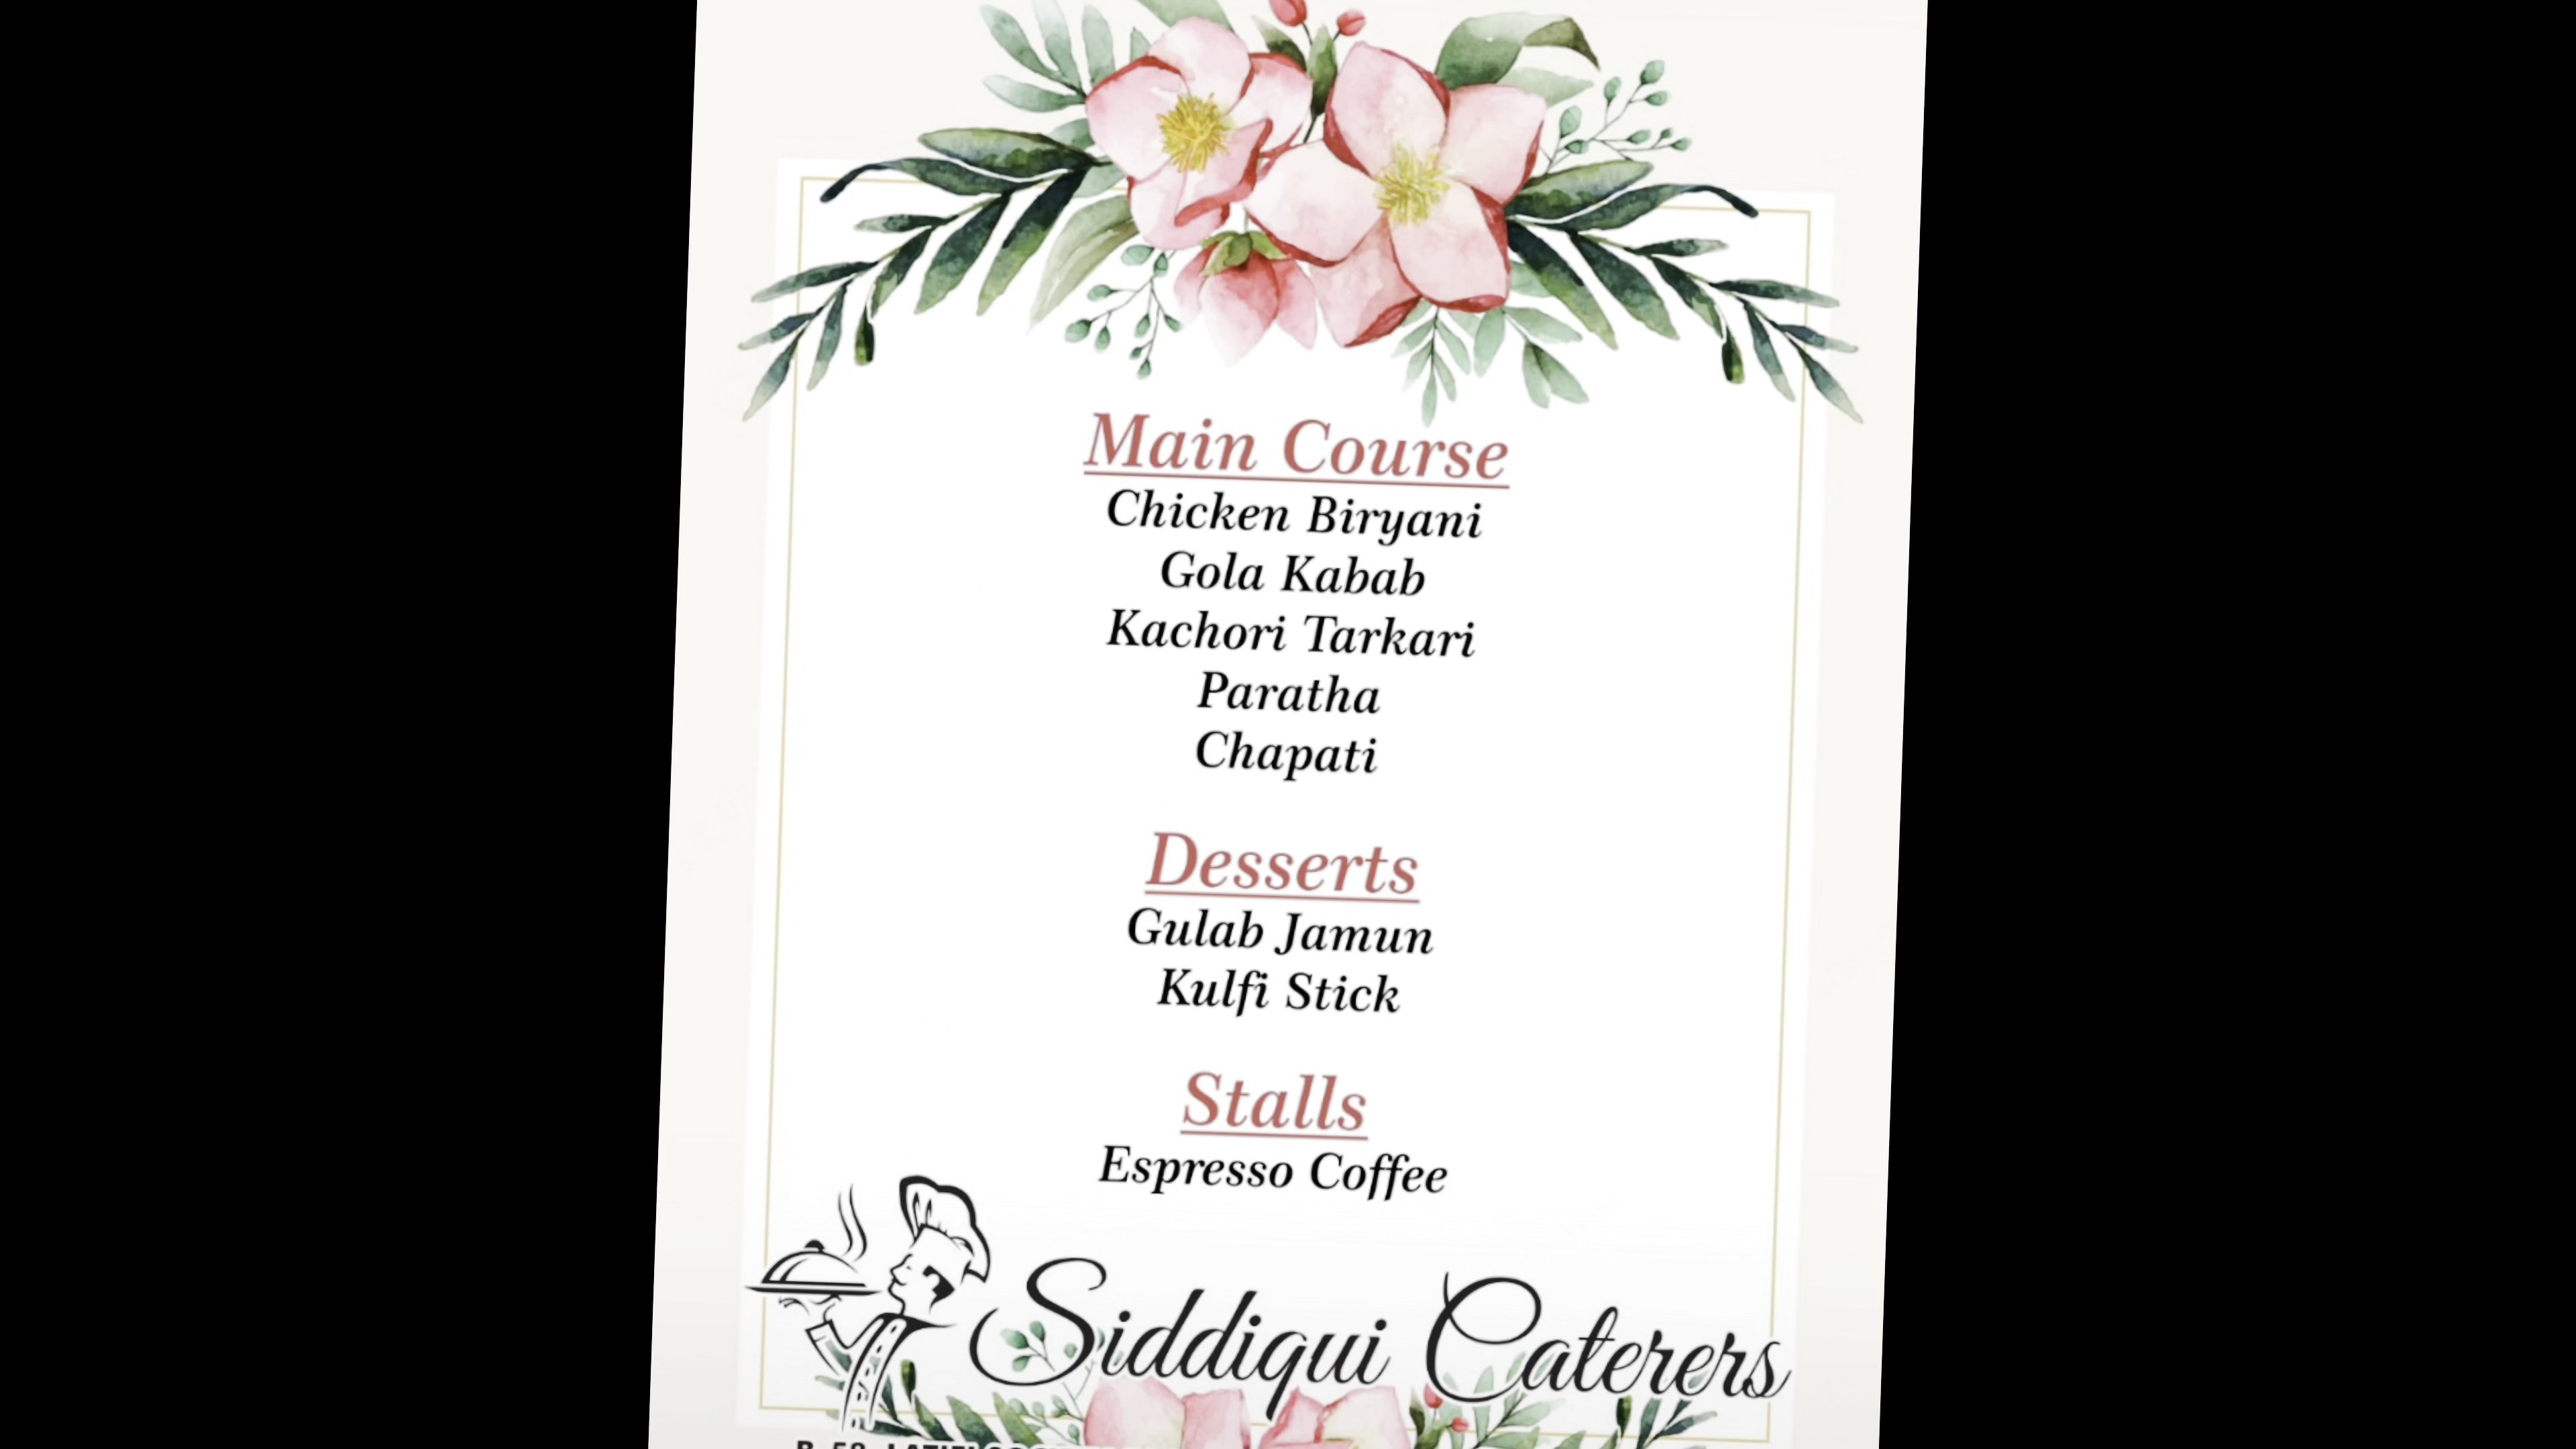 Main Course
Chicken Biryani
Gola Kabab
Kachori Tarkari
Paratha
Chapati
Desserts
Gulab Jamun
Kulfi Stick
Stalls
Espresso Coffee
Siddiqui Caterers